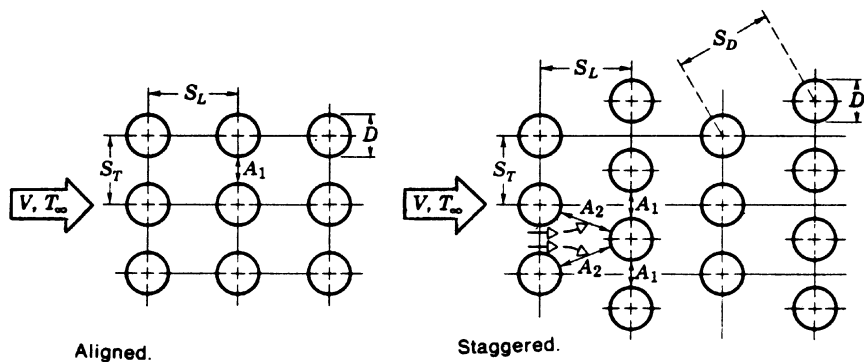 S_L
D
S_T
A_1
V, T_∞
Aligned.
S_D
S_L
D
S_T
A_2
A_1
V, T_∞
A_2
A_1
Staggered.